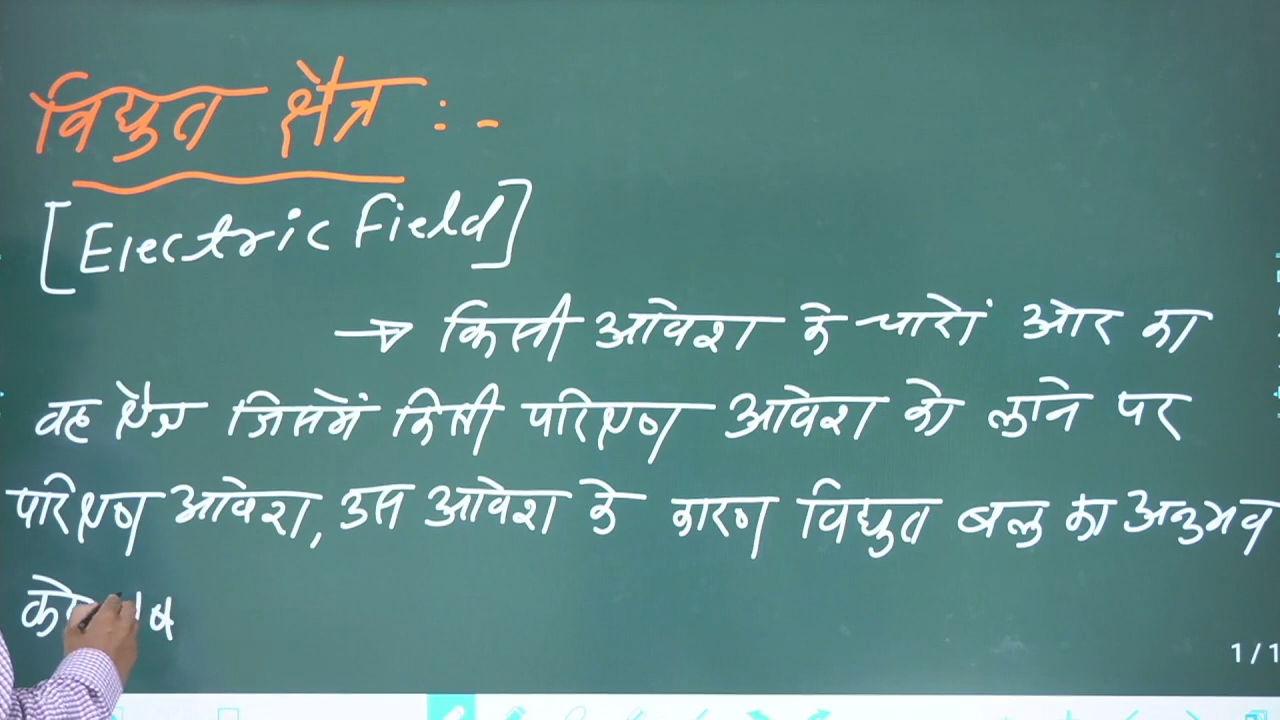 विद्युत क्षेत्र :-
[Electric Field]
→ किसी आवेश के चारों ओर का
वह क्षेत्र जिसमें किसी परिक्षण आवेश को लाने पर
परिक्षण आवेश, उस आवेश के कारण विद्युत बल का अनुभव
1/1